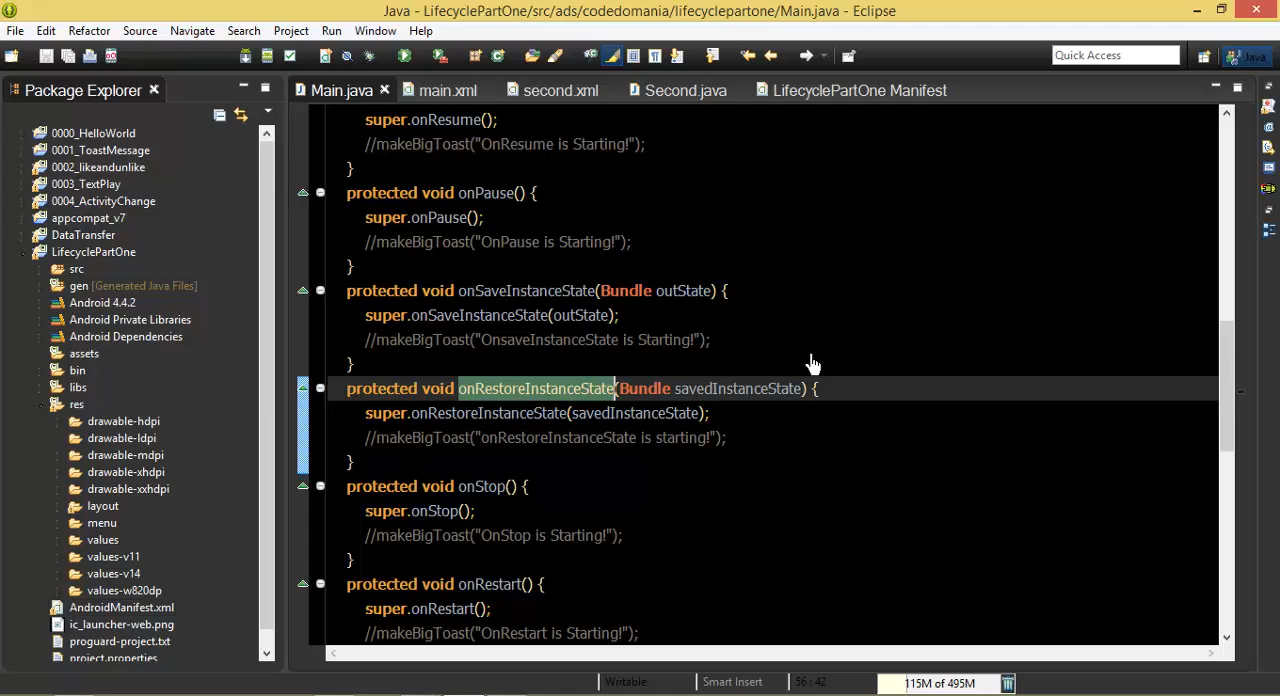 Java - LifecyclePartOne/src/ads/codedomania/lifecyclepartone/Main.java - Eclipse
File Edit Refactor Source Navigate Search Project Run Window Help
Quick Access
Java
Package Explorer
Main.java main.xml second.xml Second.java LifecyclePartOne Manifest
0000_HelloWorld
0001_ToastMessage
0002_likeandunlike
0003_TextPlay
0004_ActivityChange
appcompat_v7
DataTransfer
LifecyclePartOne
src
gen [Generated Java Files]
Android 4.4.2
Android Private Libraries
Android Dependencies
assets
bin
libs
res
drawable-hdpi
drawable-ldpi
drawable-mdpi
drawable-xhdpi
drawable-xxhdpi
layout
menu
values
values-v11
values-v14
values-w820dp
AndroidManifest.xml
ic_launcher-web.png
proguard-project.txt
project.properties
super.onResume();
//makeBigToast("OnResume is Starting!");
}
protected void onPause() {
super.onPause();
//makeBigToast("OnPause is Starting!");
}
protected void onSaveInstanceState(Bundle outState) {
super.onSaveInstanceState(outState);
//makeBigToast("OnsaveInstanceState is Starting!");
}
protected void onRestoreInstanceState(Bundle savedInstanceState) {
super.onRestoreInstanceState(savedInstanceState);
//makeBigToast("onRestoreInstanceState is starting!");
}
protected void onStop() {
super.onStop();
//makeBigToast("OnStop is Starting!");
}
protected void onRestart() {
super.onRestart();
//makeBigToast("OnRestart is Starting!");
Writable Smart Insert 56 : 42 115M of 495M